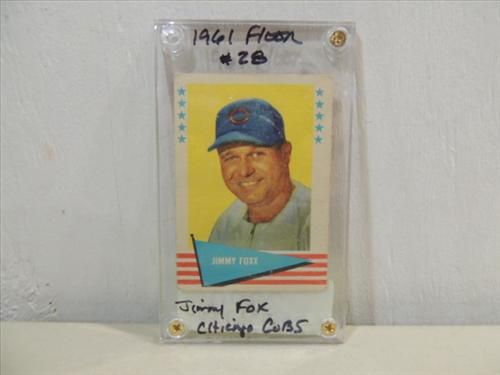 1961 Fleer
#28
C
JIMMY FOXX
Jimmy Fox
Chicago CUBS